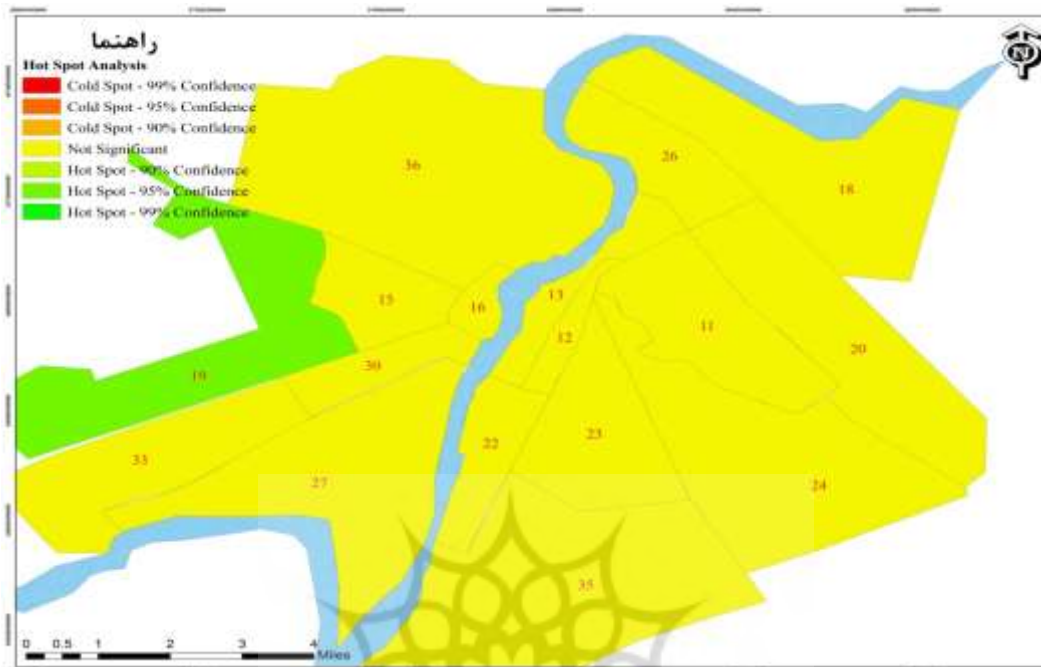 راهنما
Hot Spot Analysis
Cold Spot - 99% Confidence
Cold Spot - 95% Confidence
Cold Spot - 90% Confidence
Not Significant
Hot Spot - 90% Confidence
Hot Spot - 95% Confidence
Hot Spot - 99% Confidence
N
36
26
18
15
16
13
12
11
20
30
19
22
23
33
27
24
35
0 0.5 1 2 3 4
Miles